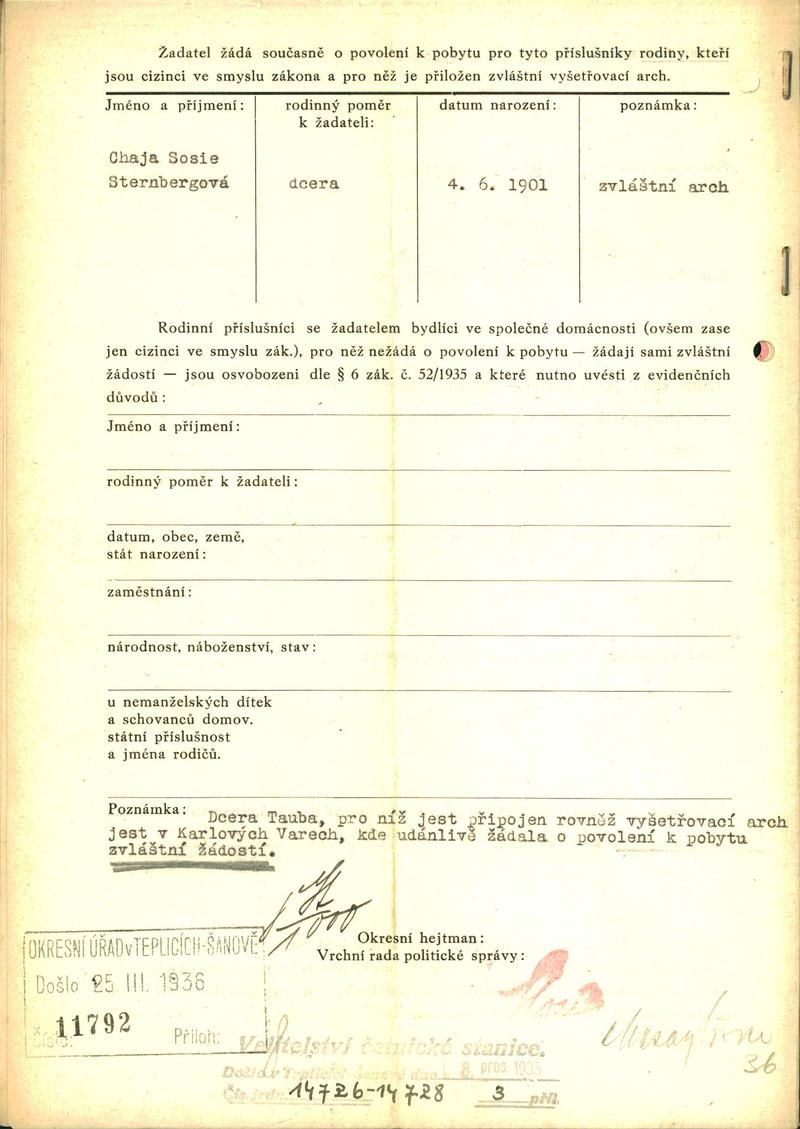 Žadatel žádá současně o povolení k pobytu pro tyto příslušníky rodiny, kteří
jsou cizinci ve smyslu zákona a pro něž je přiložen zvláštní vyšetřovací arch.
Jméno a příjmení: rodinný poměr k žadateli: datum narození: poznámka:
Chaja Sosie
Sternbergová dcera 4. 6. 1901 zvláštní arch
Rodinní příslušníci se žadatelem bydlící ve společné domácnosti (ovšem zase
jen cizinci ve smyslu zák.), pro něž nežádá o povolení k pobytu — žádají sami zvláštní
žádostí — jsou osvobozeni dle § 6 zák. č. 52/1935 a které nutno uvésti z evidenčních
důvodů:
Jméno a příjmení:
rodinný poměr k žadateli:
datum, obec, země,
stát narození:
zaměstnání:
národnost, náboženství, stav:
u nemanželských dítek
a schovanců domov.
státní příslušnost
a jména rodičů.
Poznámka: Dcera Tauba, pro níž jest připojen rovněž vyšetřovací arch
jest v Karlových Varech, kde udánlivě žádala o povolení k pobytu
zvláštní žádostí.
1000
Okresní hejtman:
Vrchní rada politické správy:
OKRESNÍ ÚŘAD v TEPLICÍCH-ŠANOVĚ
Došlo 25 III. 1936
Číslo: 11792 Příloh:
Velitelství četnické stanice.
8. pros 1935
14726-14728 3 příl.
36